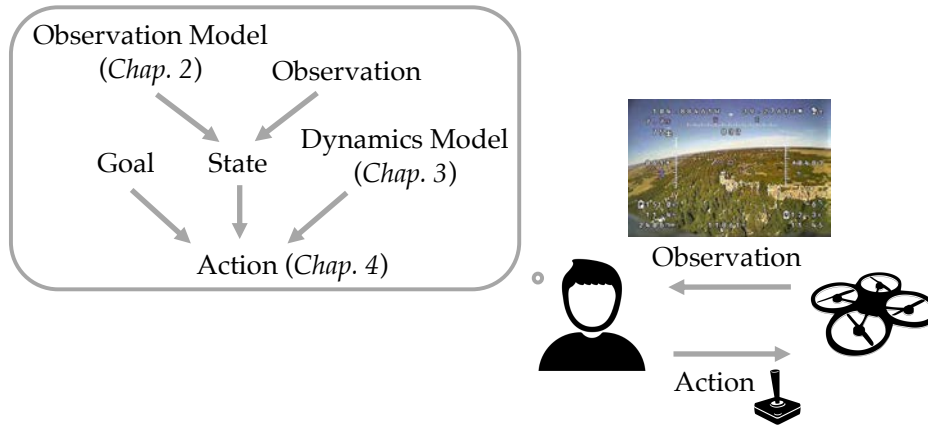 Observation Model
(Chap. 2)
Observation
Dynamics Model
(Chap. 3)
Goal
State
Action (Chap. 4)
Observation
Action